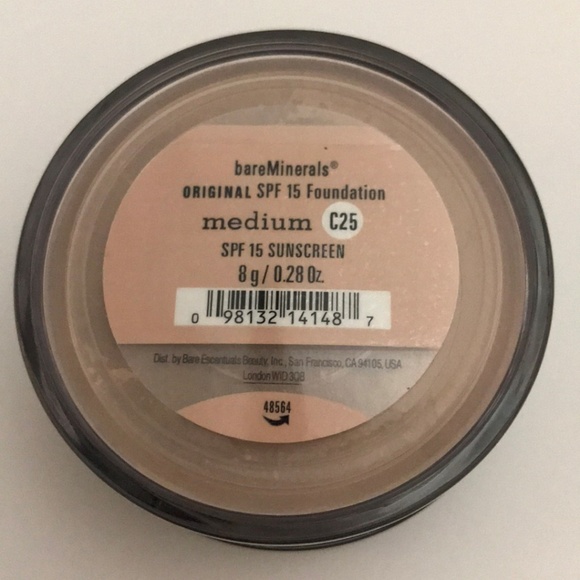 bareMinerals®
ORIGINAL SPF 15 Foundation
medium C25
SPF 15 SUNSCREEN
8 g / 0.28 Oz.
0 98132 14148 7
Dist. by Bare Escentuals Beauty, Inc., San Francisco, CA 94105, USA
London W1D 3QB
48564